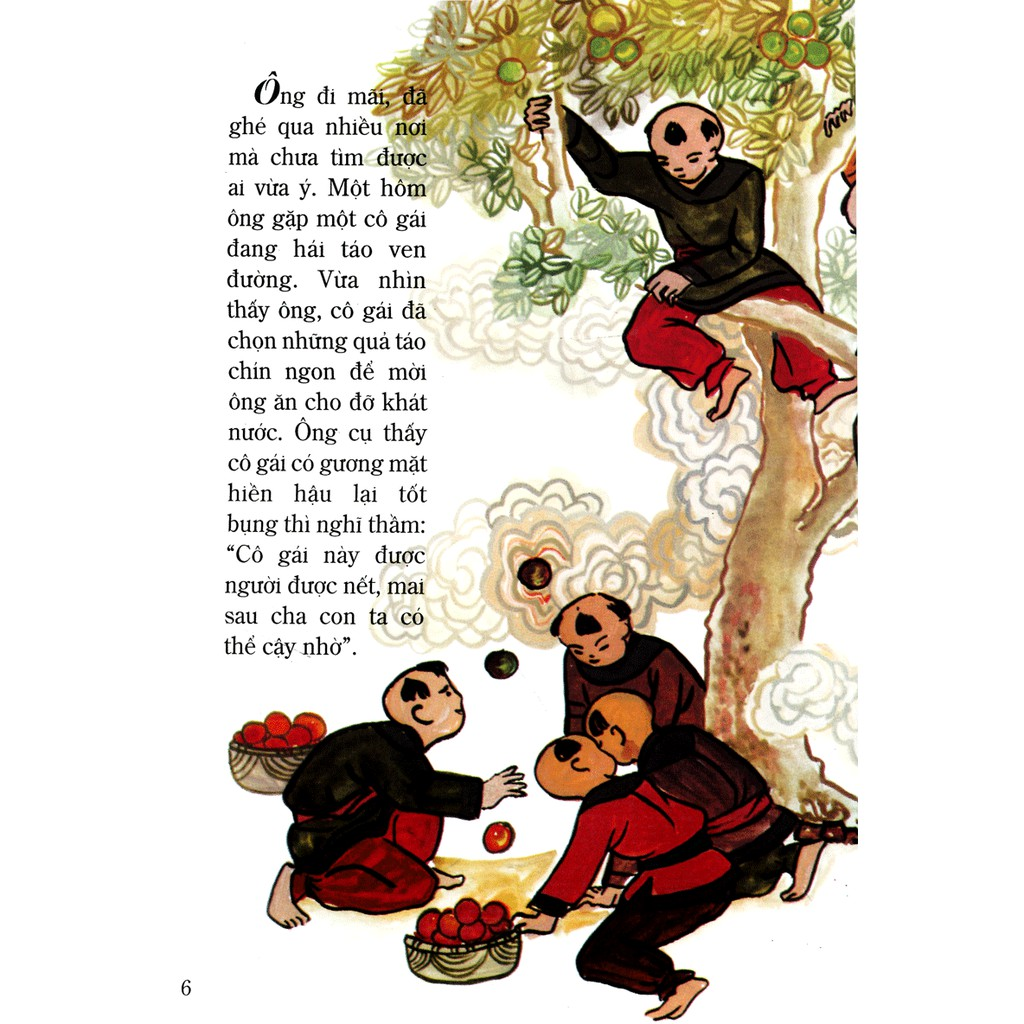 Ông đi mãi, đã
ghé qua nhiều nơi
mà chưa tìm được
ai vừa ý. Một hôm
ông gặp một cô gái
đang hái táo ven
đường. Vừa nhìn
thấy ông, cô gái đã
chọn những quả táo
chín ngon để mời
ông ăn cho đỡ khát
nước. Ông cụ thấy
cô gái có gương mặt
hiền hậu lại tốt
bụng thì nghĩ thầm:
“Cô gái này được
người được nết, mai
sau cha con ta có
thể cậy nhờ”.
6